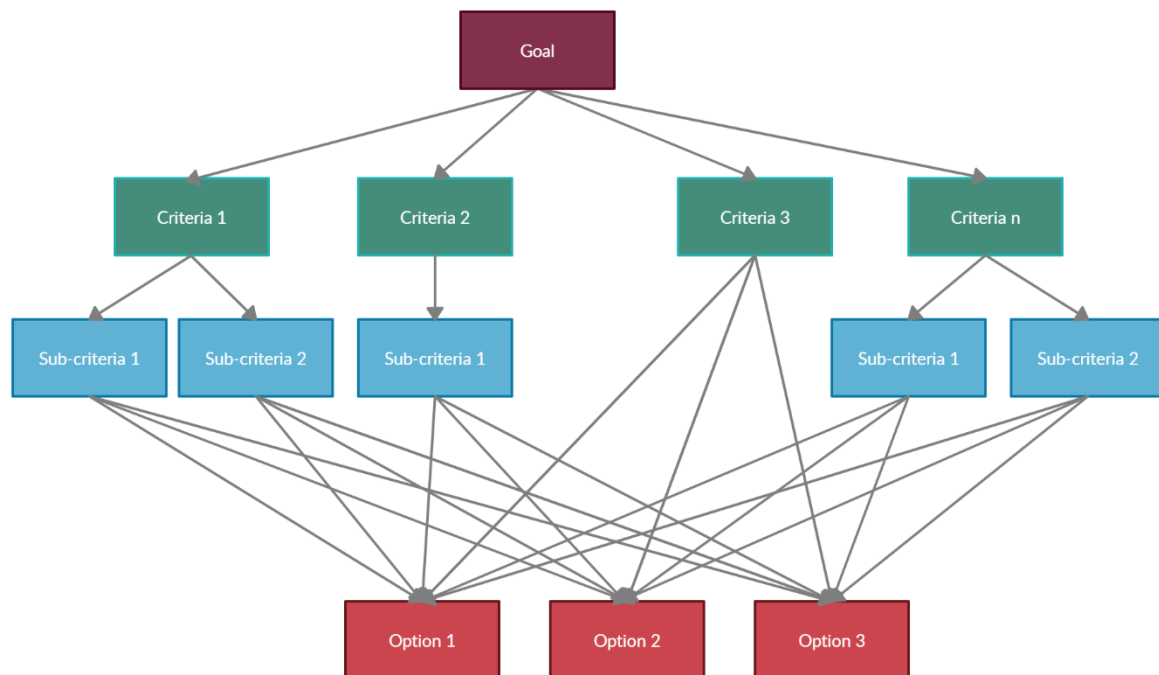 Goal
Criteria 1
Criteria 2
Criteria 3
Criteria n
Sub-criteria 1
Sub-criteria 2
Sub-criteria 1
Sub-criteria 1
Sub-criteria 2
Option 1
Option 2
Option 3